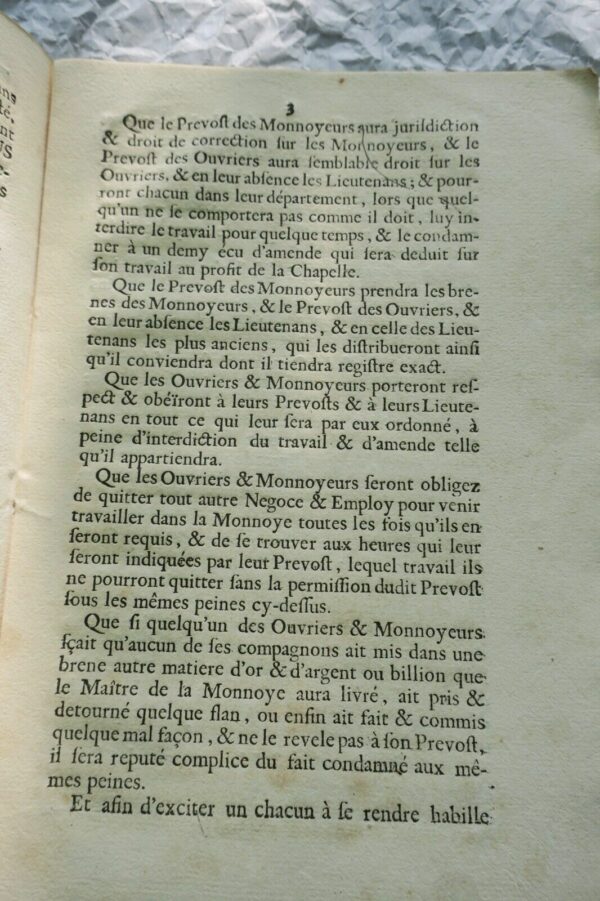 ns
té,
nt
US
e-
s
3
Que le Prevoſt des Monnoyeurs aura juriſdiction
& droit de correction ſur les Monnoyeurs, & le
Prevoſt des Ouvriers aura ſemblable droit ſur les
Ouvriers, & en leur abſence les Lieutenans; & pour-
ront chacun dans leur département, lors que quel-
qu'un ne ſe comportera pas comme il doit, luy in-
terdire le travail pour quelque temps, & le condam-
ner à un demy écu d'amende qui ſera deduit ſur
ſon travail au profit de la Chapelle.
Que le Prevoſt des Monnoyeurs prendra les bre-
nes des Monnoyeurs, & le Prevoſt des Ouvriers, &
en leur abſence les Lieutenans, & en celle des Lieu-
tenans les plus anciens, qui les diſtribueront ainſi
qu'il conviendra dont il tiendra regiſtre exact.
Que les Ouvriers & Monnoyeurs porteront reſ-
pect & obéïront à leurs Prevoſts & à leurs Lieute-
nans en tout ce qui leur ſera par eux ordonné, à
peine d'interdiction du travail & d'amende telle
qu'il appartiendra.
Que les Ouvriers & Monnoyeurs ſeront obligez
de quitter tout autre Negoce & Employ pour venir
travailler dans la Monnoye toutes les fois qu'ils en
ſeront requis, & de ſe trouver aux heures qui leur
ſeront indiquées par leur Prevoſt, lequel travail ils
ne pourront quitter ſans la permiſſion dudit Prevoſt
ſous les mêmes peines cy-deſſus.
Que ſi quelqu'un des Ouvriers & Monnoyeurs
ſçait qu'aucun de ſes compagnons ait mis dans une
brene autre matiere d'or & d'argent ou billion que
le Maître de la Monnoye aura livré, ait pris &
detourné quelque flan, ou enfin ait fait & commis
quelque mal façon, & ne le revele pas à ſon Prevoſt,
il ſera reputé complice du fait condamné aux mê-
mes peines.
Et afin d'exciter un chacun à ſe rendre habille